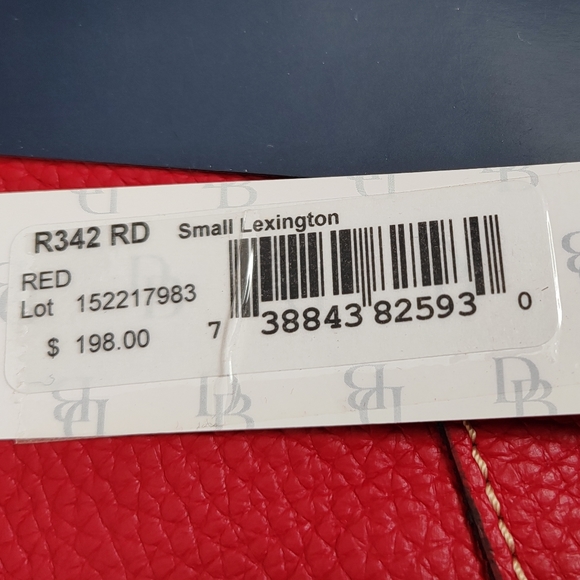 R342 RD Small Lexington
RED
Lot 152217983
$ 198.00
7 38843 82593 0